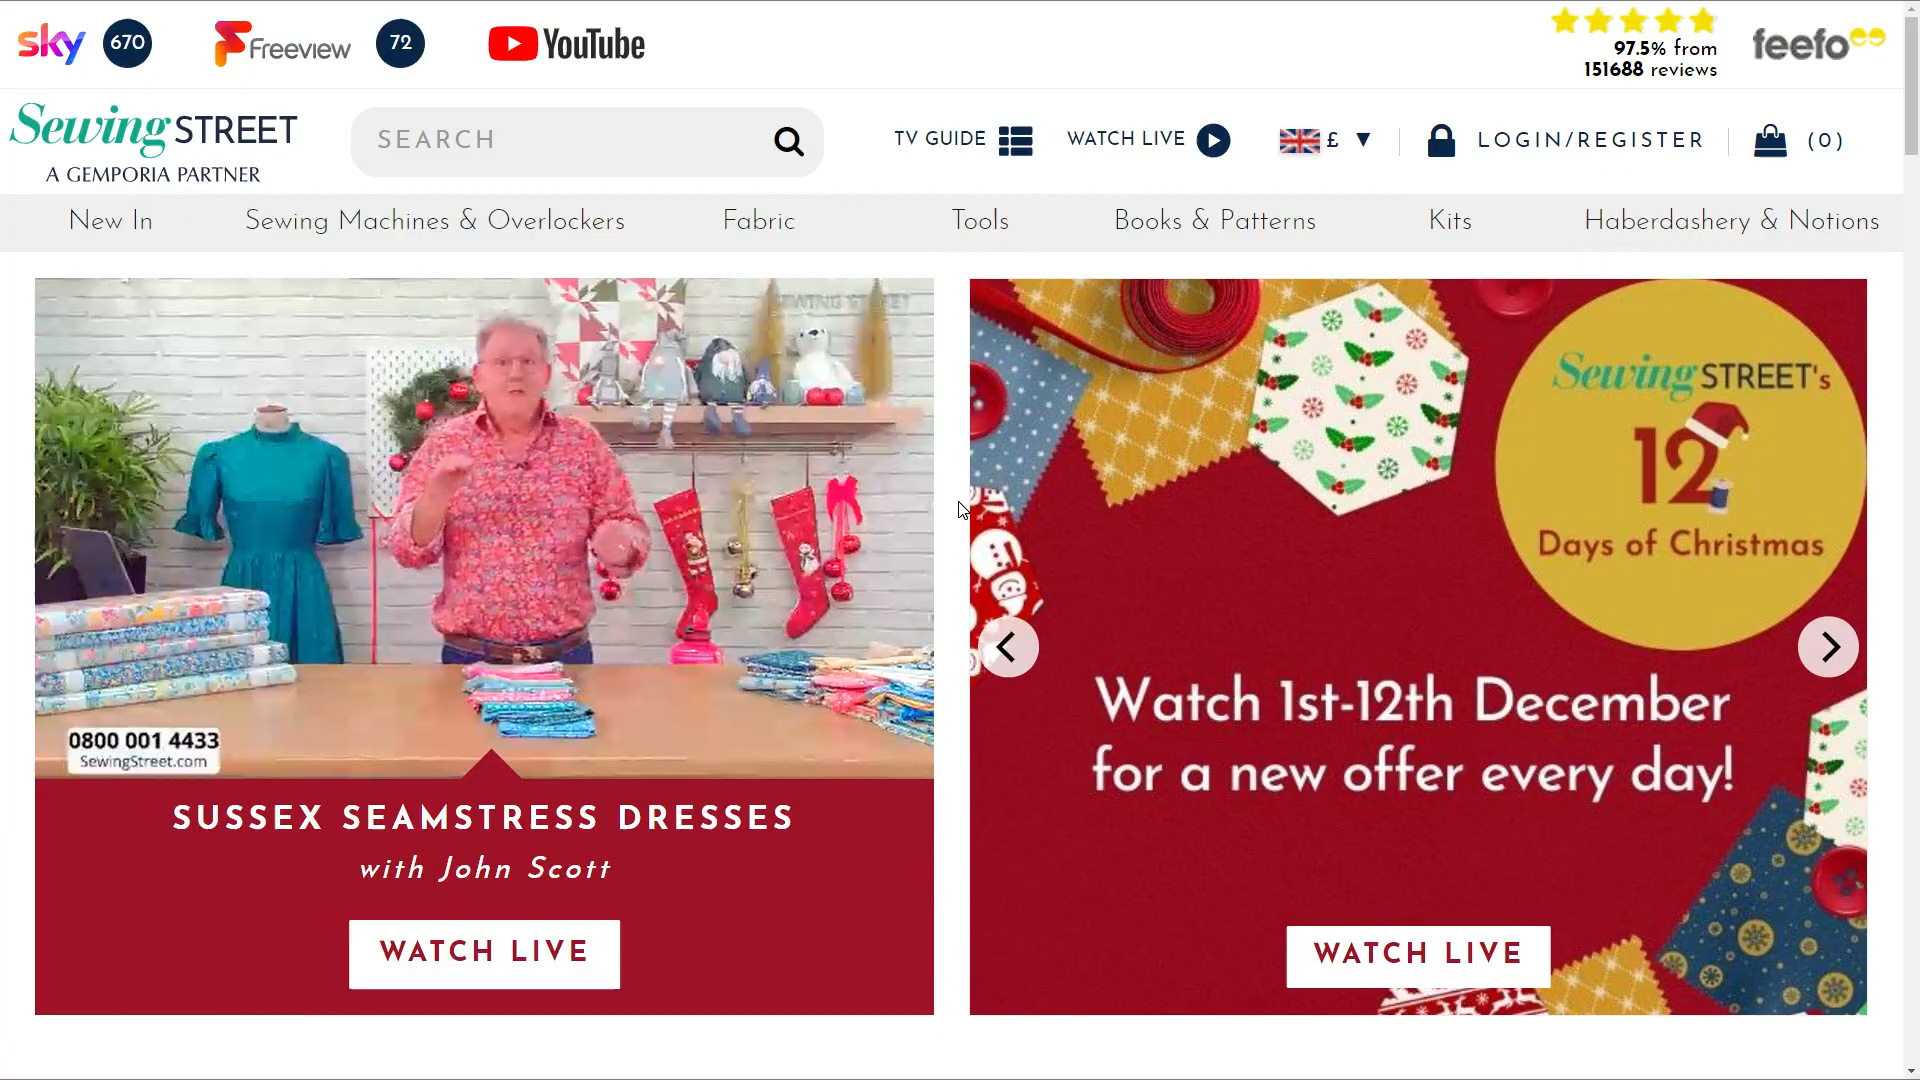 sky 670 Freeview 72 YouTube
97.5% from
151688 reviews
feefo
Sewing STREET
A GEMPORIA PARTNER
SEARCH
TV GUIDE
WATCH LIVE
£
LOGIN/REGISTER
(0)
New In Sewing Machines & Overlockers Fabric Tools Books & Patterns Kits Haberdashery & Notions
SEWING STREET
0800 001 4433
SewingStreet.com
SUSSEX SEAMSTRESS DRESSES
with John Scott
WATCH LIVE
Sewing STREET's
12
Days of Christmas
Watch 1st-12th December
for a new offer every day!
WATCH LIVE